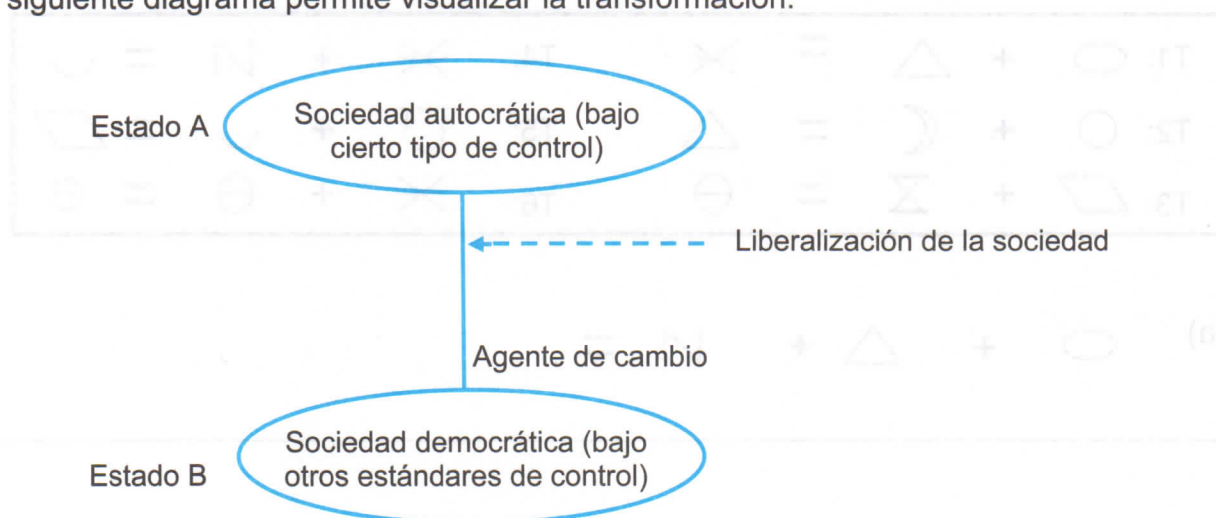 siguiente diagrama permite visualizar la transformación:
Estado A
Sociedad autocrática (bajo
cierto tipo de control)
Liberalización de la sociedad
Agente de cambio
Estado B
Sociedad democrática (bajo
otros estándares de control)